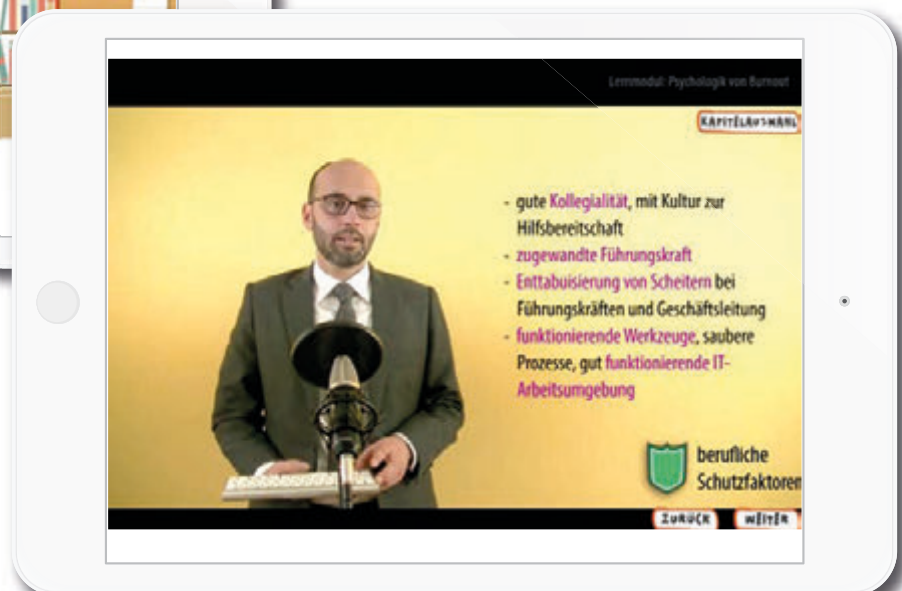 Lernmodul: Psychologik von Burnout
KAPITELAUSWAHL
- gute Kollegialität, mit Kultur zur
Hilfsbereitschaft
- zugewandte Führungskraft
- Enttabuisierung von Scheitern bei
Führungskräften und Geschäftsleitung
- funktionierende Werkzeuge, saubere
Prozesse, gut funktionierende IT-
Arbeitsumgebung
berufliche
Schutzfaktoren
ZURÜCK WEITER